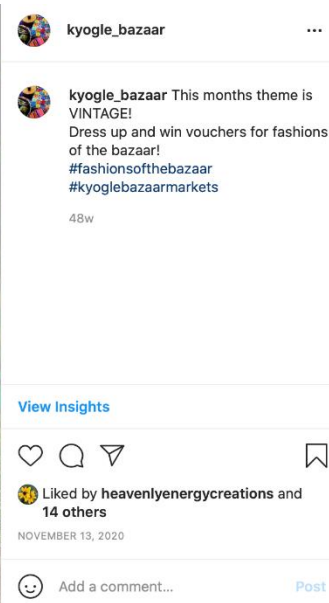 kyogle_bazaar
kyogle_bazaar This months theme is
VINTAGE!
Dress up and win vouchers for fashions
of the bazaar!
#fashionsofthebazaar
#kyoglebazaarmarkets
48w
View Insights
Liked by heavenlyenergycreations and
14 others
NOVEMBER 13, 2020
Add a comment...
Post